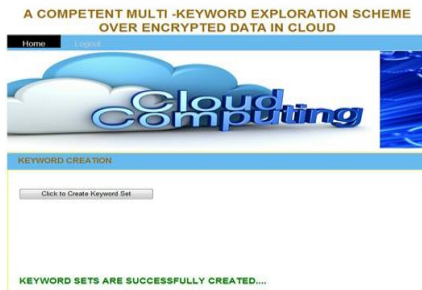 A COMPETENT MULTI -KEYWORD EXPLORATION SCHEME
OVER ENCRYPTED DATA IN CLOUD
Home Logout
Cloud
Computing
KEYWORD CREATION
Click to Create Keyword Set
KEYWORD SETS ARE SUCCESSFULLY CREATED....